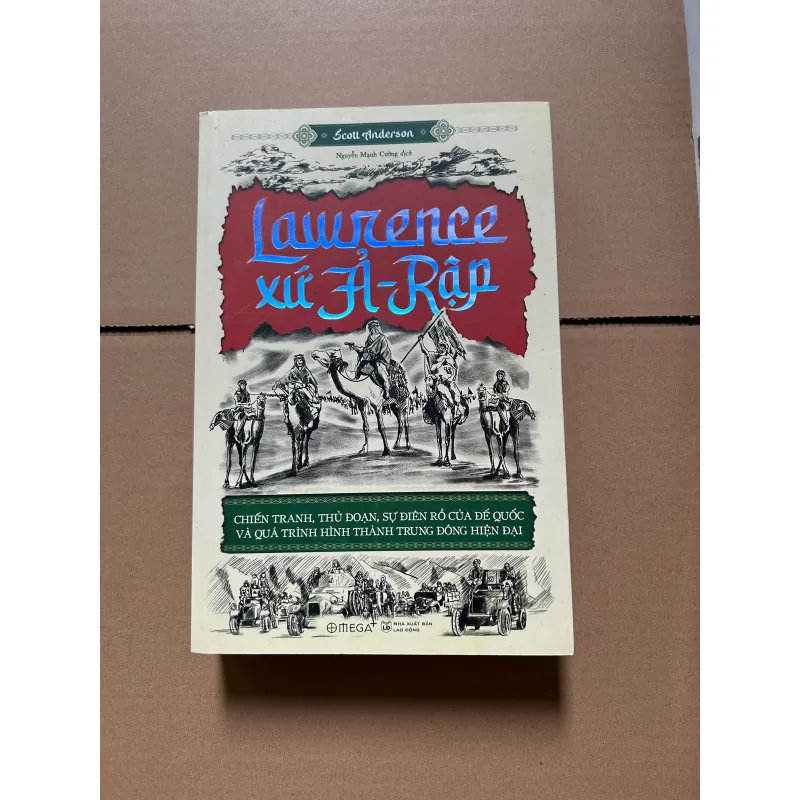 Scott Anderson
Nguyễn Mạnh Cường dịch
Lawrence
xứ Ả-Rập
CHIẾN TRANH, THỦ ĐOẠN, SỰ ĐIÊN RỒ CỦA ĐẾ QUỐC
VÀ QUÁ TRÌNH HÌNH THÀNH TRUNG ĐÔNG HIỆN ĐẠI
OMEGA+
LĐ NHÀ XUẤT BẢN
LAO ĐỘNG